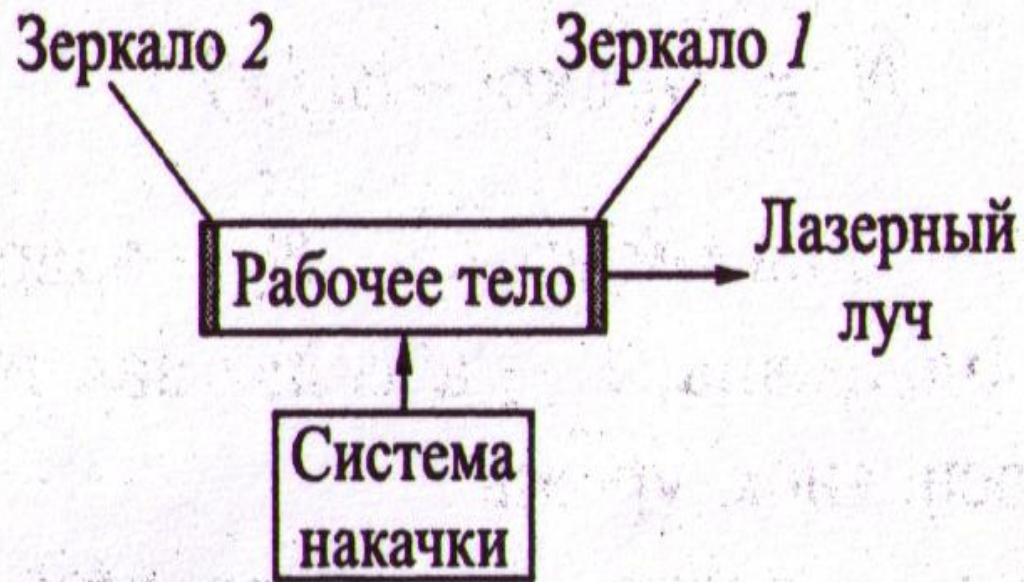 Зеркало 2
Зеркало 1
Рабочее тело
Лазерный
луч
Система
накачки